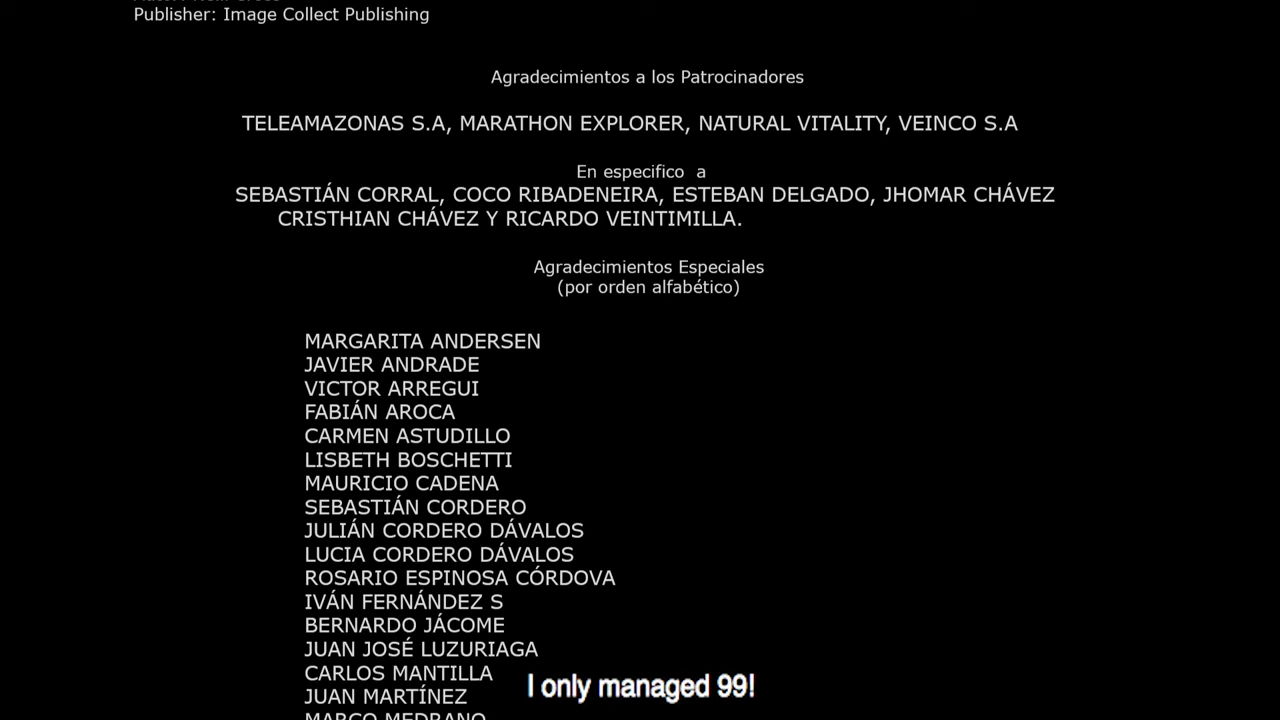 Publisher: Image Collect Publishing
Agradecimientos a los Patrocinadores
TELEAMAZONAS S.A, MARATHON EXPLORER, NATURAL VITALITY, VEINCO S.A
En especifico a
SEBASTIÁN CORRAL, COCO RIBADENEIRA, ESTEBAN DELGADO, JHOMAR CHÁVEZ
CRISTHIAN CHÁVEZ Y RICARDO VEINTIMILLA.
Agradecimientos Especiales
(por orden alfabético)
MARGARITA ANDERSEN
JAVIER ANDRADE
VICTOR ARREGUI
FABIÁN AROCA
CARMEN ASTUDILLO
LISBETH BOSCHETTI
MAURICIO CADENA
SEBASTIÁN CORDERO
JULIÁN CORDERO DÁVALOS
LUCIA CORDERO DÁVALOS
ROSARIO ESPINOSA CÓRDOVA
IVÁN FERNÁNDEZ S
BERNARDO JÁCOME
JUAN JOSÉ LUZURIAGA
CARLOS MANTILLA
I only managed 99!
JUAN MARTÍNEZ
MARCO MEDRANO